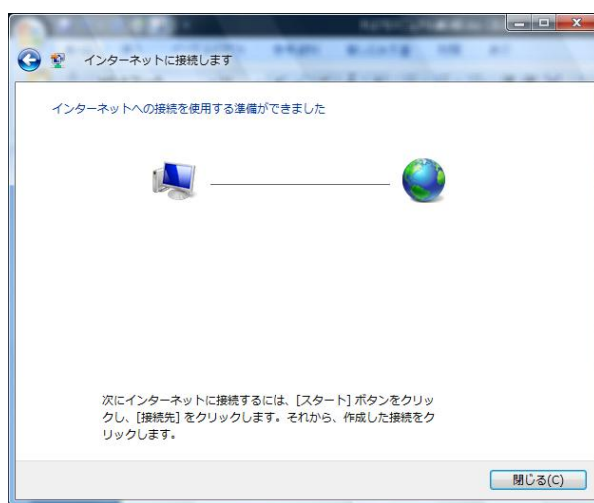 インターネットに接続します
インターネットへの接続を使用する準備ができました
次にインターネットに接続するには、[スタート] ボタンをクリッ
クし、[接続先] をクリックします。それから、作成した接続をク
リックします。
閉じる(C)